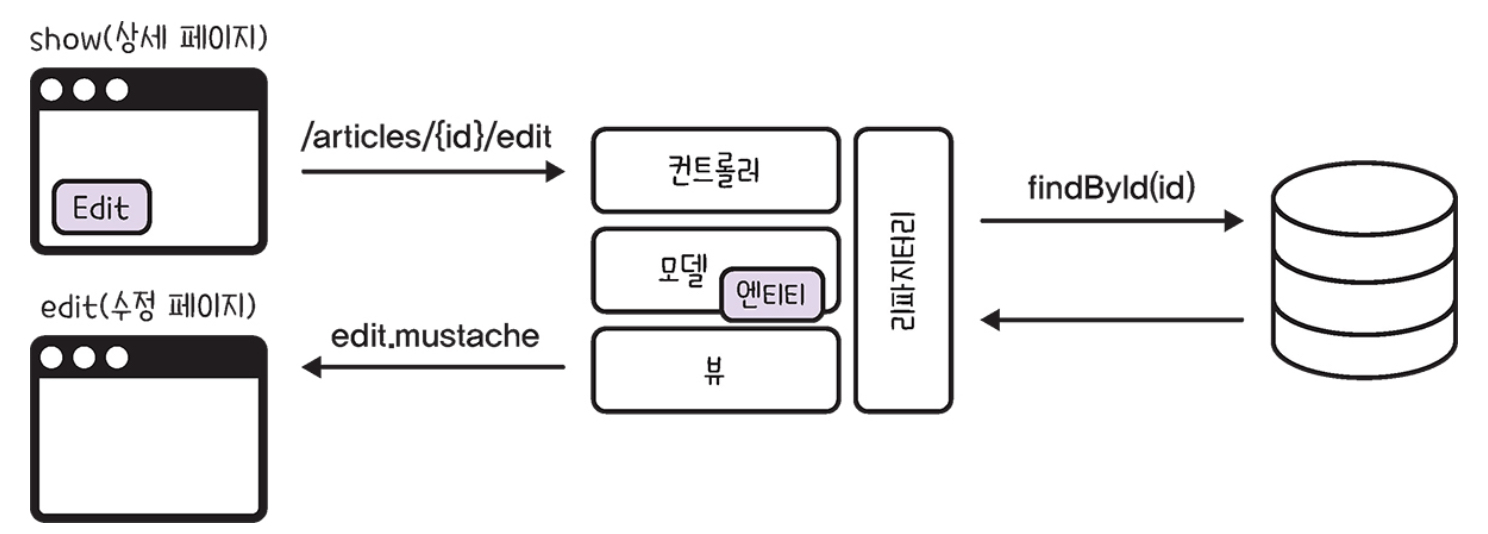 show(상세 페이지)
Edit
/articles/{id}/edit
컨트롤러
모델
엔티티
뷰
리파지터리
findById(id)
edit(수정 페이지)
edit.mustache